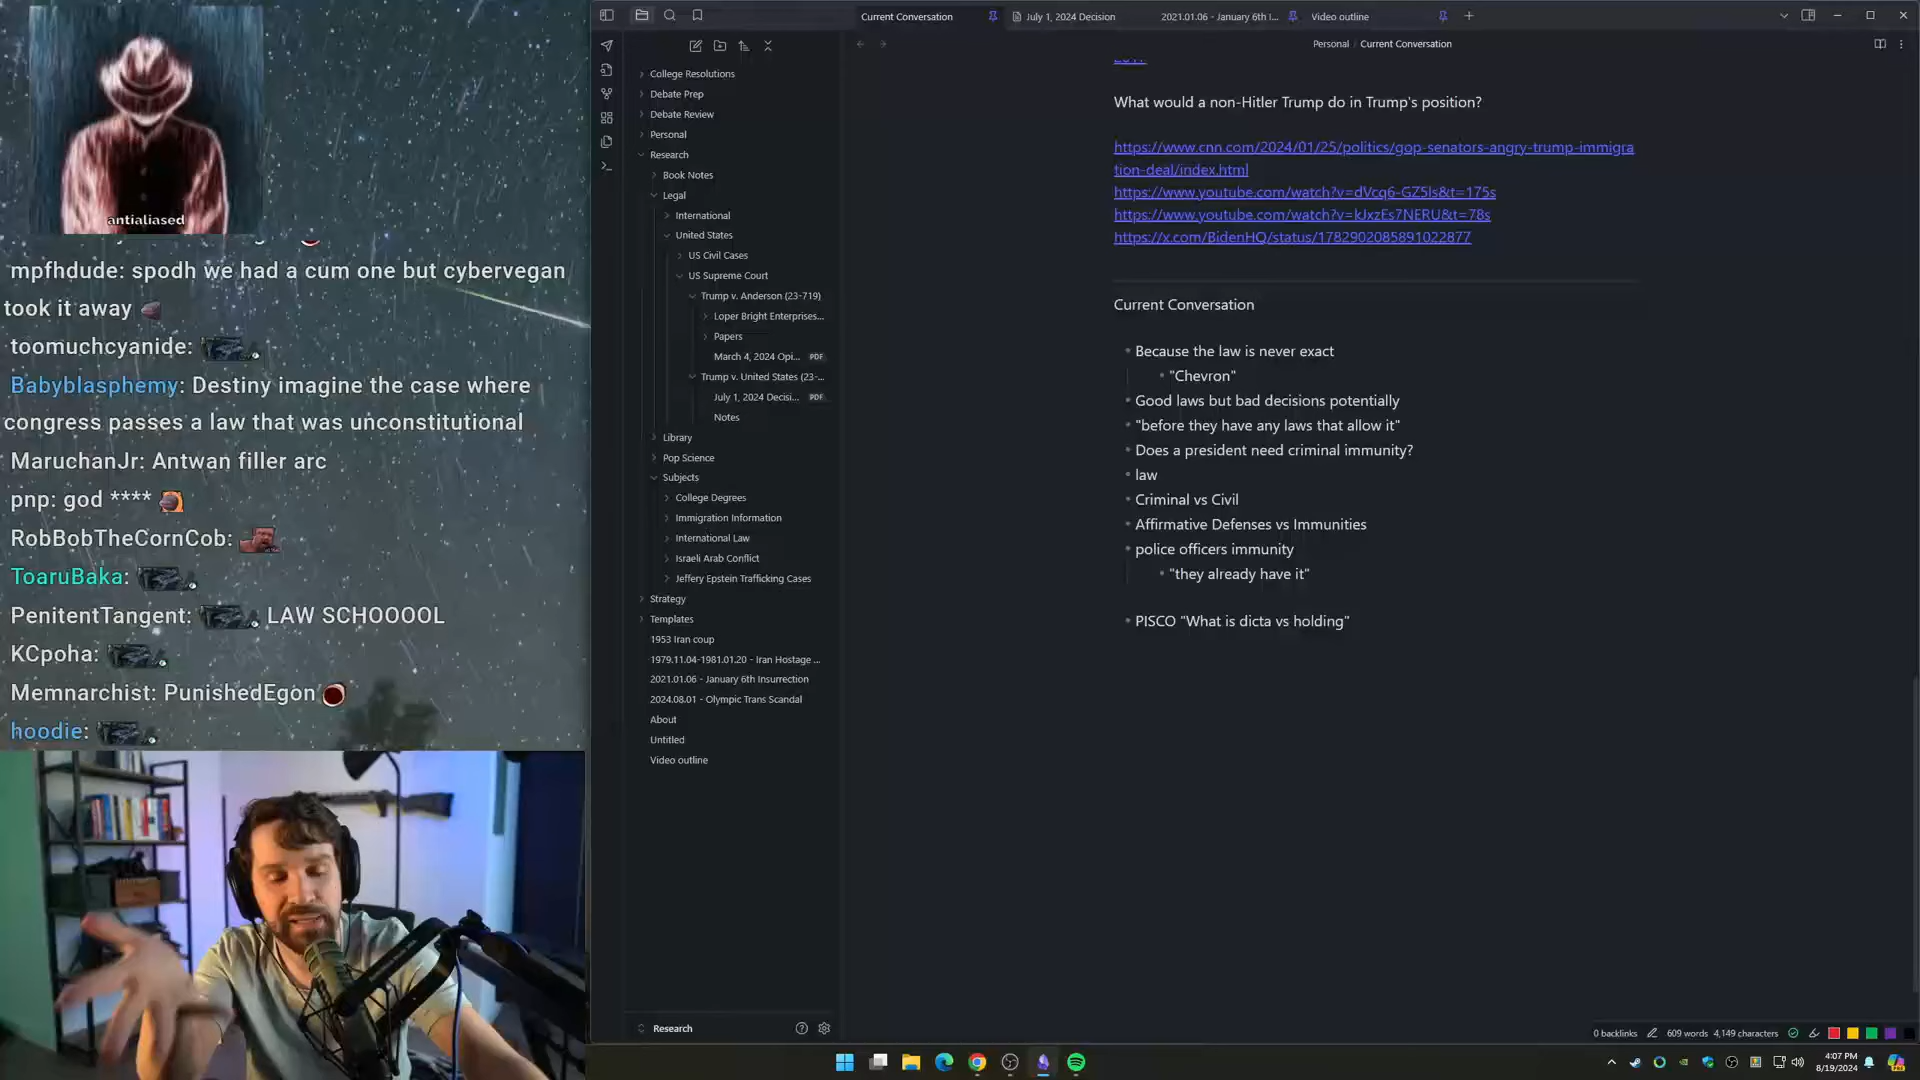 antialiased
mpfhdude: spodh we had a cum one but cybervegan
took it away
toomuchcyanide:
Babyblasphemy: Destiny imagine the case where
congress passes a law that was unconstitutional
MaruchanJr: Antwan filler arc
pnp: god ****
RobBobTheCornCob:
ToaruBaka:
PenitentTangent: LAW SCHOOOOL
KCpoha:
Memnarchist: PunishedEgon
hoodie:
Current Conversation
July 1, 2024 Decision
2021.01.06 - January 6th I...
Video outline
Personal / Current Conversation
College Resolutions
Debate Prep
Debate Review
Personal
Research
Book Notes
Legal
International
United States
US Civil Cases
US Supreme Court
Trump v. Anderson (23-719)
Loper Bright Enterprises...
Papers
March 4, 2024 Opi... PDF
Trump v. United States (23-...
July 1, 2024 Decisi... PDF
Notes
Library
Pop Science
Subjects
College Degrees
Immigration Information
International Law
Israeli Arab Conflict
Jeffery Epstein Trafficking Cases
Strategy
Templates
1953 Iran coup
1979.11.04-1981.01.20 - Iran Hostage ...
2021.01.06 - January 6th Insurrection
2024.08.01 - Olympic Trans Scandal
About
Untitled
Video outline
Research
What would a non-Hitler Trump do in Trump's position?
https://www.cnn.com/2024/01/25/politics/gop-senators-angry-trump-immigra
tion-deal/index.html
https://www.youtube.com/watch?v=dVcq6-GZ5ls&t=175s
https://www.youtube.com/watch?v=kJxzEs7NERU&t=78s
https://x.com/BidenHQ/status/1782902085891022877
Current Conversation
Because the law is never exact
"Chevron"
Good laws but bad decisions potentially
"before they have any laws that allow it"
Does a president need criminal immunity?
law
Criminal vs Civil
Affirmative Defenses vs Immunities
police officers immunity
"they already have it"
PISCO "What is dicta vs holding"
0 backlinks 609 words 4,149 characters
4:07 PM
8/19/2024